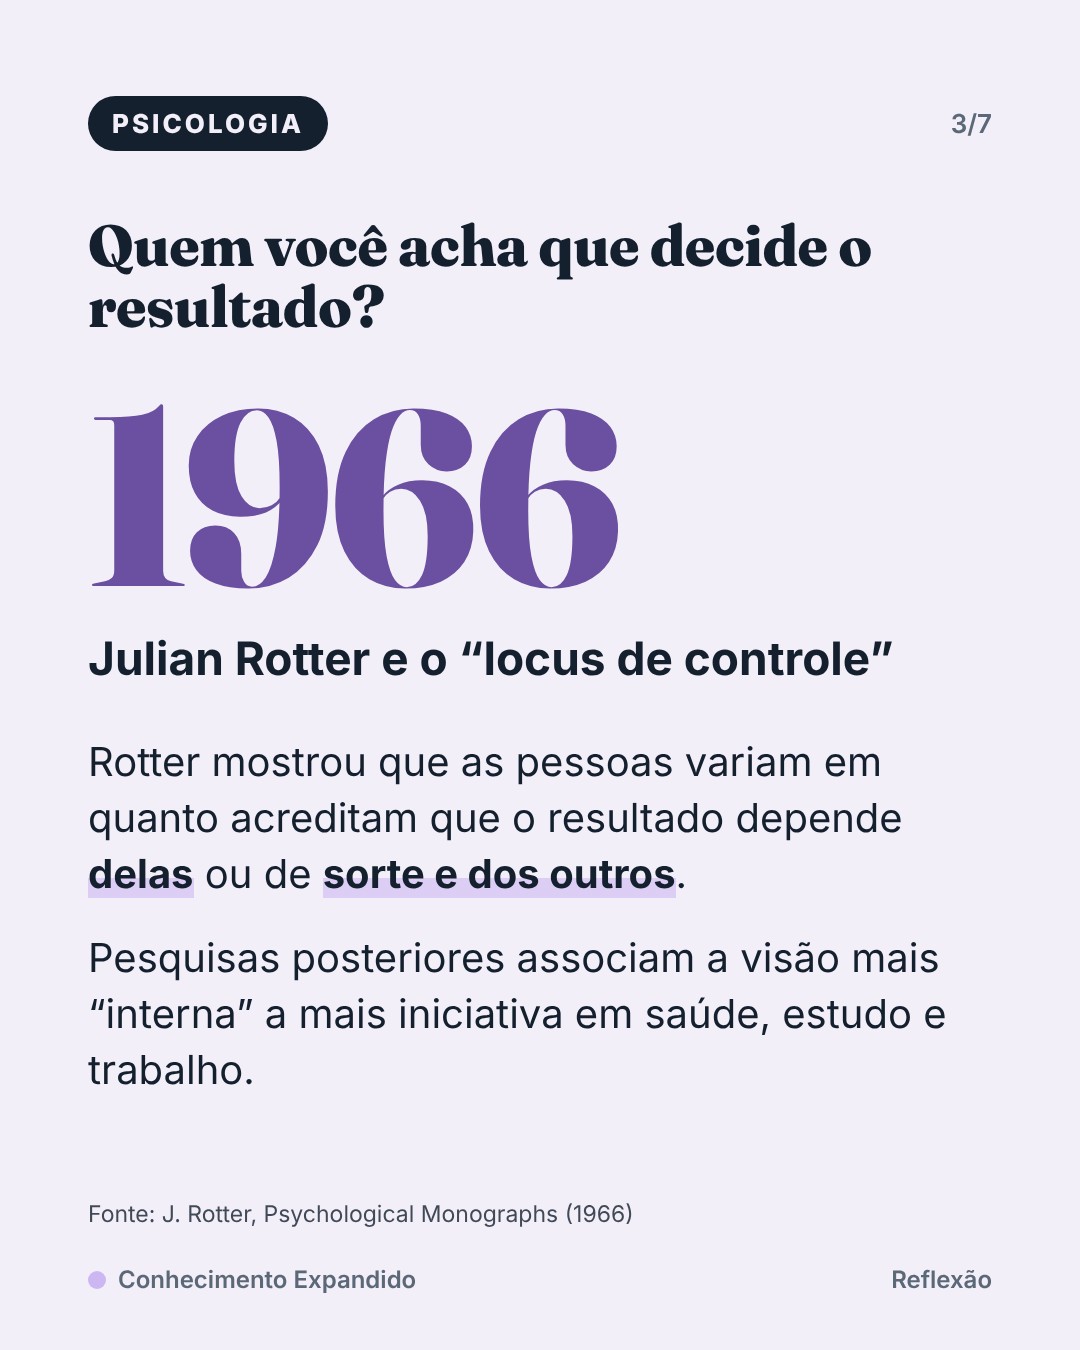 PSICOLOGIA
3/7
Quem você acha que decide o
resultado?
1966
Julian Rotter e o “locus de controle”
Rotter mostrou que as pessoas variam em
quanto acreditam que o resultado depende
delas ou de sorte e dos outros.
Pesquisas posteriores associam a visão mais
“interna” a mais iniciativa em saúde, estudo e
trabalho.
Fonte: J. Rotter, Psychological Monographs (1966)
Conhecimento Expandido
Reflexão